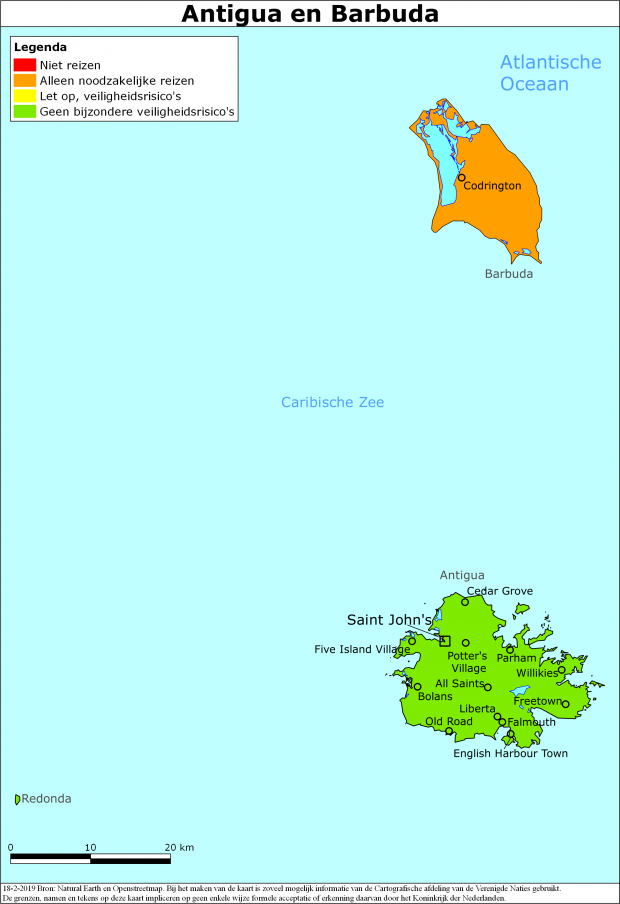 Antigua en Barbuda
Legenda
Niet reizen
Alleen noodzakelijke reizen
Let op, veiligheidsrisico's
Geen bijzondere veiligheidsrisico's
Atlantische
Oceaan
Codrington
Barbuda
Caribische Zee
Antigua
Cedar Grove
Saint John's
Five Island Village
Potter's
Village
Parham
Willikies
All Saints
Bolans
Freetown
Liberta
Old Road
Falmouth
English Harbour Town
Redonda
0 10 20 km
18-2-2019 Bron: Natural Earth en Openstreetmap. Bij het maken van de kaart is zoveel mogelijk informatie van de Cartografische afdeling van de Verenigde Naties gebruikt.
De grenzen, namen en tekens op deze kaart impliceren op geen enkele wijze formele acceptatie of erkenning daarvan door het Koninkrijk der Nederlanden.